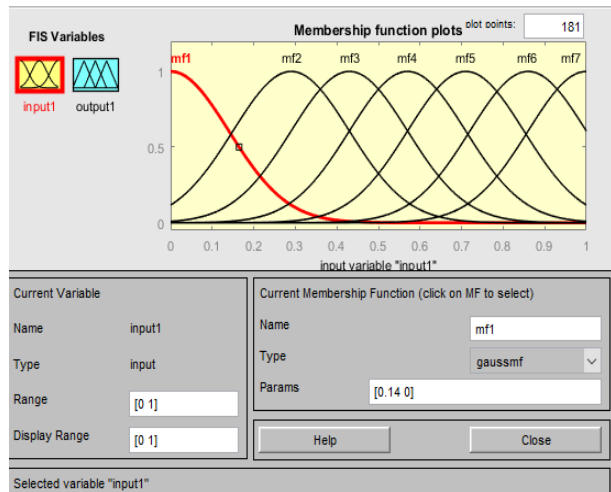 FIS Variables
input1 output1
Membership function plots plot points: 181
mf1 mf2 mf3 mf4 mf5 mf6 mf7
1
0.5
0
0 0.1 0.2 0.3 0.4 0.5 0.6 0.7 0.8 0.9 1
input variable "input1"
Current Variable
Name input1
Type input
Range [0 1]
Display Range [0 1]
Current Membership Function (click on MF to select)
Name mf1
Type gaussmf
Params [0.14 0]
Help Close
Selected variable "input1"